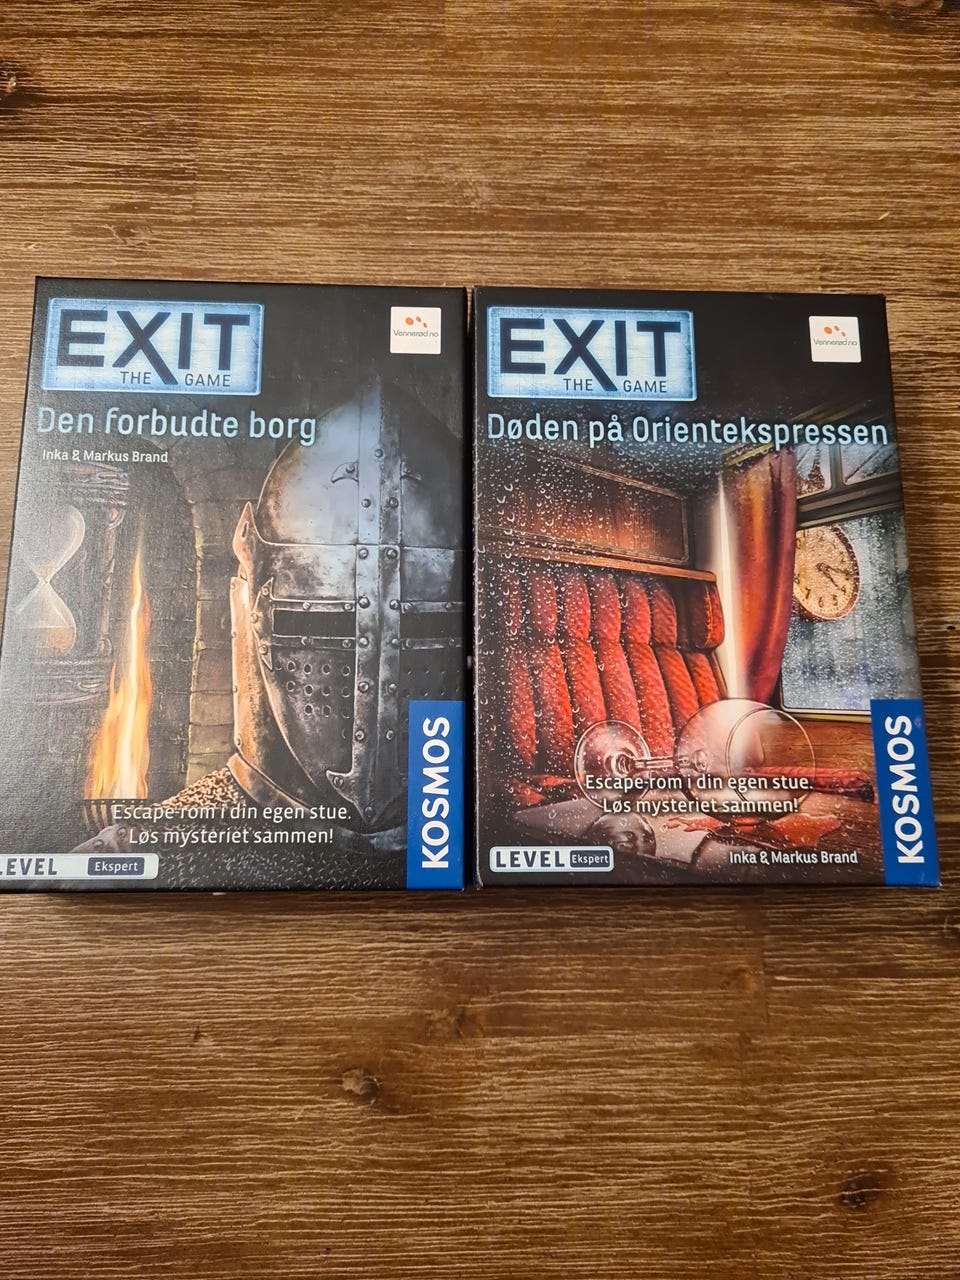 EXIT
THE GAME
Vennerød.no
Den forbudte borg
Inka & Markus Brand
Escape-rom i din egen stue.
Løs mysteriet sammen!
LEVEL Ekspert
KOSMOS
EXIT
THE GAME
Vennerød.no
Døden på Orientekspressen
Escape-rom i din egen stue.
Løs mysteriet sammen!
LEVEL Ekspert
Inka & Markus Brand
KOSMOS